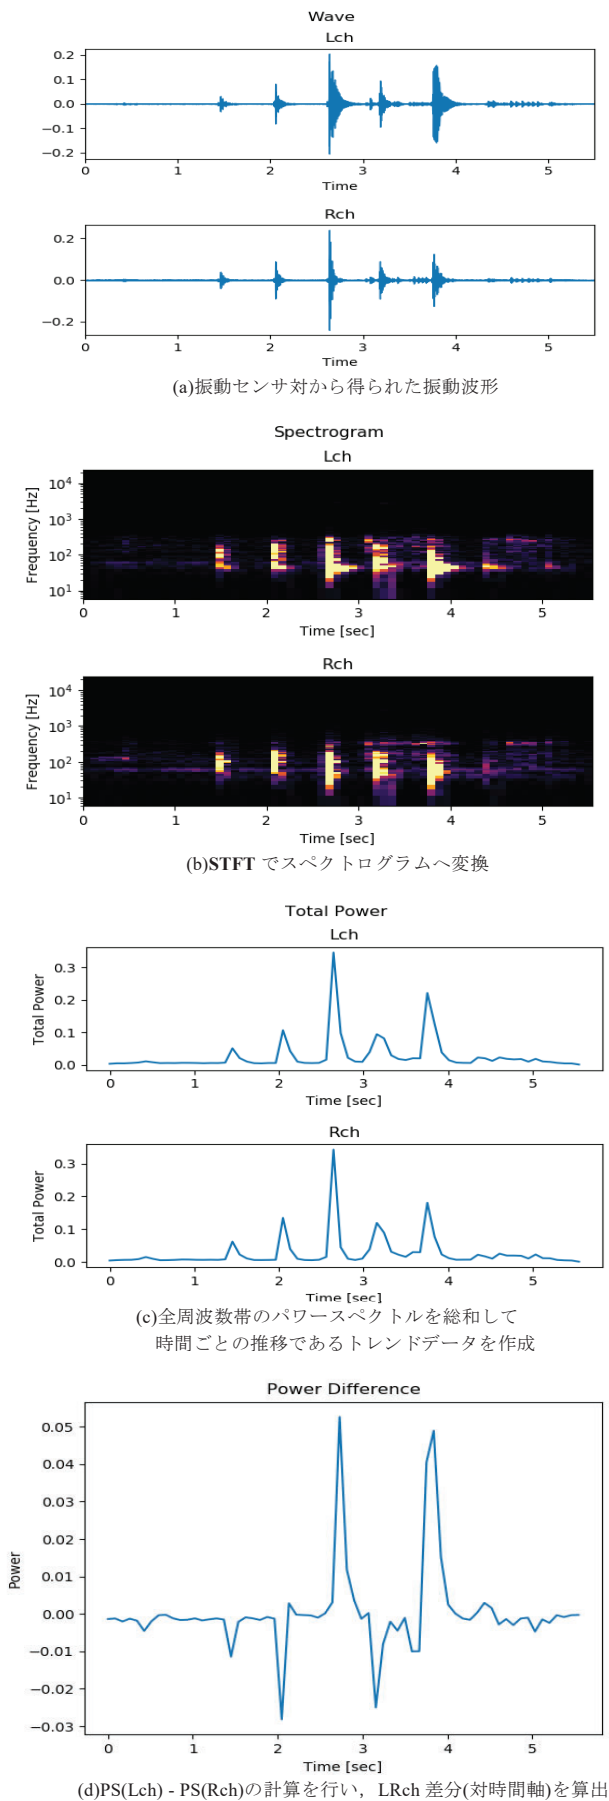 Wave
Lch
0.2
0.1
0.0
−0.1
−0.2
0 1 2 3 4 5
Time
Rch
0.2
0.0
−0.2
0 1 2 3 4 5
Time
(a)振動センサ対から得られた振動波形
Spectrogram
Lch
Frequency [Hz]
10⁴
10³
10²
10¹
0 1 2 3 4 5
Time [sec]
Rch
Frequency [Hz]
10⁴
10³
10²
10¹
0 1 2 3 4 5
Time [sec]
(b)STFT でスペクトログラムへ変換
Total Power
Lch
Total Power
0.3
0.2
0.1
0.0
0 1 2 3 4 5
Time [sec]
Rch
Total Power
0.3
0.2
0.1
0.0
0 1 2 3 4 5
Time [sec]
(c)全周波数帯のパワースペクトルを総和して
時間ごとの推移であるトレンドデータを作成
Power Difference
Power
0.05
0.04
0.03
0.02
0.01
0.00
−0.01
−0.02
−0.03
0 1 2 3 4 5
Time [sec]
(d)PS(Lch) - PS(Rch)の計算を行い，LRch 差分(対時間軸)を算出